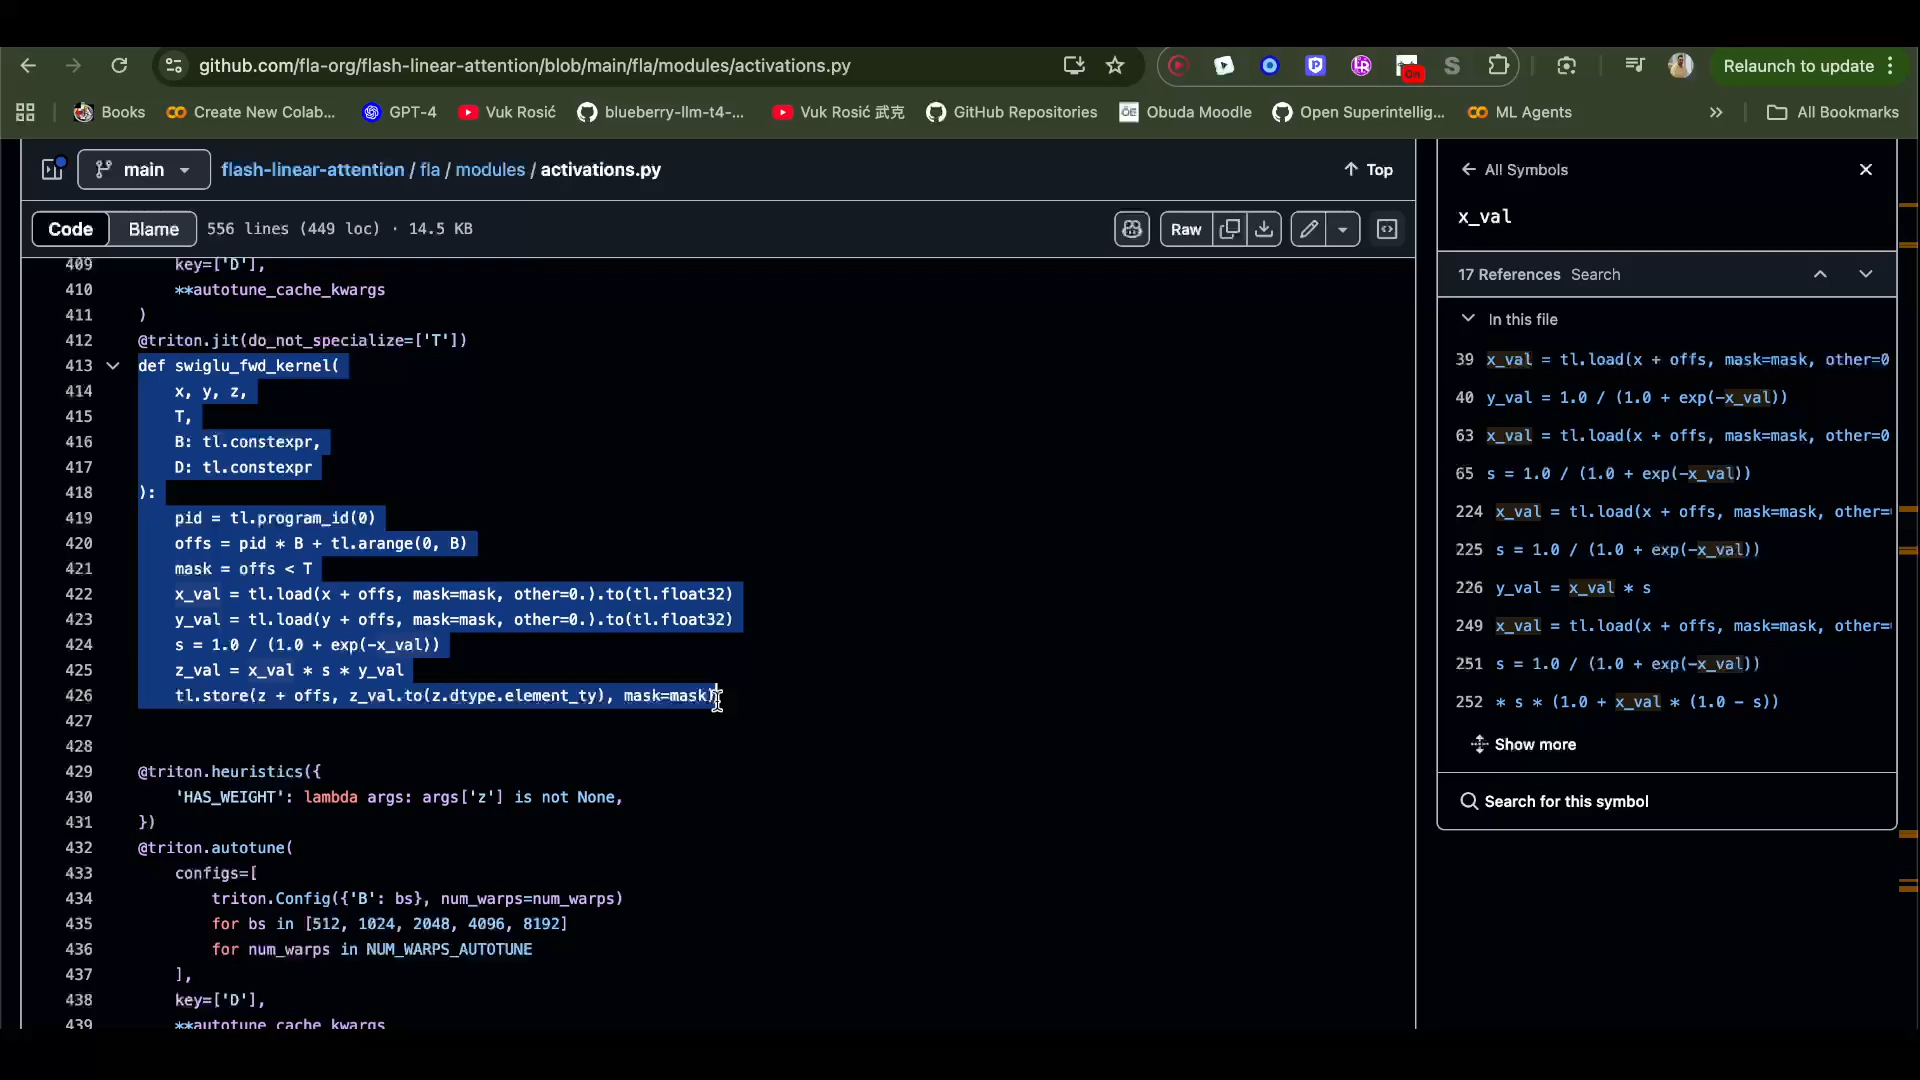 github.com/fla-org/flash-linear-attention/blob/main/fla/modules/activations.py
On
Relaunch to update
Books
Create New Colab...
GPT-4
Vuk Rosić
blueberry-llm-t4-...
Vuk Rosić 武克
GitHub Repositories
Obuda Moodle
Open Superintellig...
ML Agents
»
All Bookmarks
main
flash-linear-attention / fla / modules / activations.py
Top
Code
Blame
556 lines (449 loc) · 14.5 KB
Raw
409 key=['D'],
410 **autotune_cache_kwargs
411 )
412 @triton.jit(do_not_specialize=['T'])
413 def swiglu_fwd_kernel(
414 x, y, z,
415 T,
416 B: tl.constexpr,
417 D: tl.constexpr
418 ):
419 pid = tl.program_id(0)
420 offs = pid * B + tl.arange(0, B)
421 mask = offs < T
422 x_val = tl.load(x + offs, mask=mask, other=0.).to(tl.float32)
423 y_val = tl.load(y + offs, mask=mask, other=0.).to(tl.float32)
424 s = 1.0 / (1.0 + exp(-x_val))
425 z_val = x_val * s * y_val
426 tl.store(z + offs, z_val.to(z.dtype.element_ty), mask=mask)
427
428
429 @triton.heuristics({
430 'HAS_WEIGHT': lambda args: args['z'] is not None,
431 })
432 @triton.autotune(
433 configs=[
434 triton.Config({'B': bs}, num_warps=num_warps)
435 for bs in [512, 1024, 2048, 4096, 8192]
436 for num_warps in NUM_WARPS_AUTOTUNE
437 ],
438 key=['D'],
439 **autotune_cache_kwargs
All Symbols
x_val
17 References Search
In this file
39 x_val = tl.load(x + offs, mask=mask, other=0
40 y_val = 1.0 / (1.0 + exp(-x_val))
63 x_val = tl.load(x + offs, mask=mask, other=0
65 s = 1.0 / (1.0 + exp(-x_val))
224 x_val = tl.load(x + offs, mask=mask, other=
225 s = 1.0 / (1.0 + exp(-x_val))
226 y_val = x_val * s
249 x_val = tl.load(x + offs, mask=mask, other=
251 s = 1.0 / (1.0 + exp(-x_val))
252 * s * (1.0 + x_val * (1.0 - s))
Show more
Search for this symbol